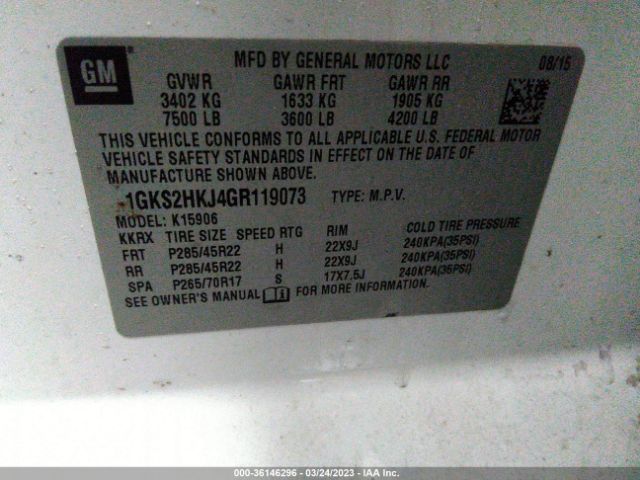 GM
MFD BY GENERAL MOTORS LLC 08/15
GVWR GAWR FRT GAWR RR
3402 KG 1633 KG 1905 KG
7500 LB 3600 LB 4200 LB
THIS VEHICLE CONFORMS TO ALL APPLICABLE U.S. FEDERAL MOTOR
VEHICLE SAFETY STANDARDS IN EFFECT ON THE DATE OF
MANUFACTURE SHOWN ABOVE.
1GKS2HKJ4GR119073 TYPE: M.P.V.
MODEL: K15906
KKRX TIRE SIZE SPEED RTG RIM COLD TIRE PRESSURE
FRT P285/45R22 H 22X9J 240KPA(35PSI)
RR P285/45R22 H 22X9J 240KPA(35PSI)
SPA P265/70R17 S 17X7.5J 240KPA(35PSI)
SEE OWNER'S MANUAL FOR MORE INFORMATION.
000-36146296 - 03/24/2023 - IAAI.COM